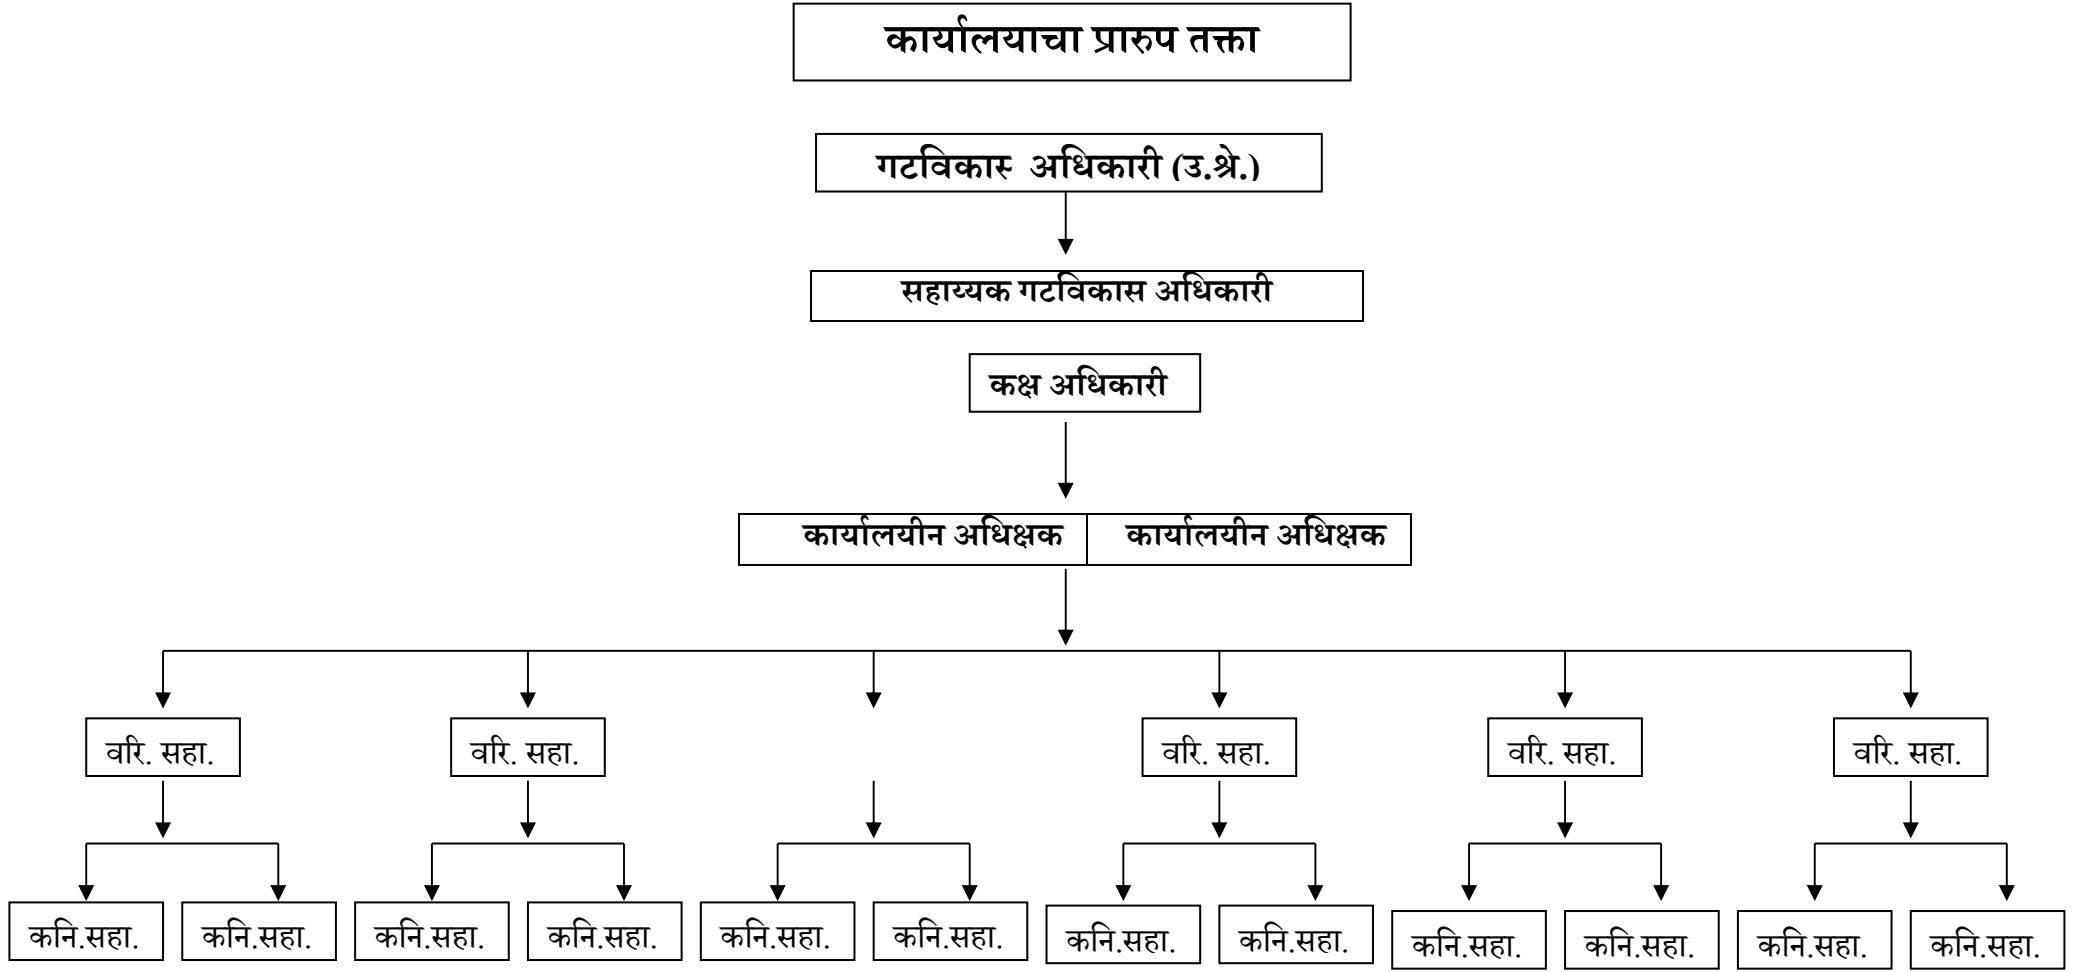 कार्यालयाचा प्रारुप तक्ता
गटविकास अधिकारी (उ.श्रे.)
सहाय्यक गटविकास अधिकारी
कक्ष अधिकारी
कार्यालयीन अधिक्षक कार्यालयीन अधिक्षक
वरि. सहा. वरि. सहा. वरि. सहा. वरि. सहा. वरि. सहा.
कनि.सहा. कनि.सहा. कनि.सहा. कनि.सहा. कनि.सहा. कनि.सहा. कनि.सहा. कनि.सहा. कनि.सहा. कनि.सहा. कनि.सहा. कनि.सहा.